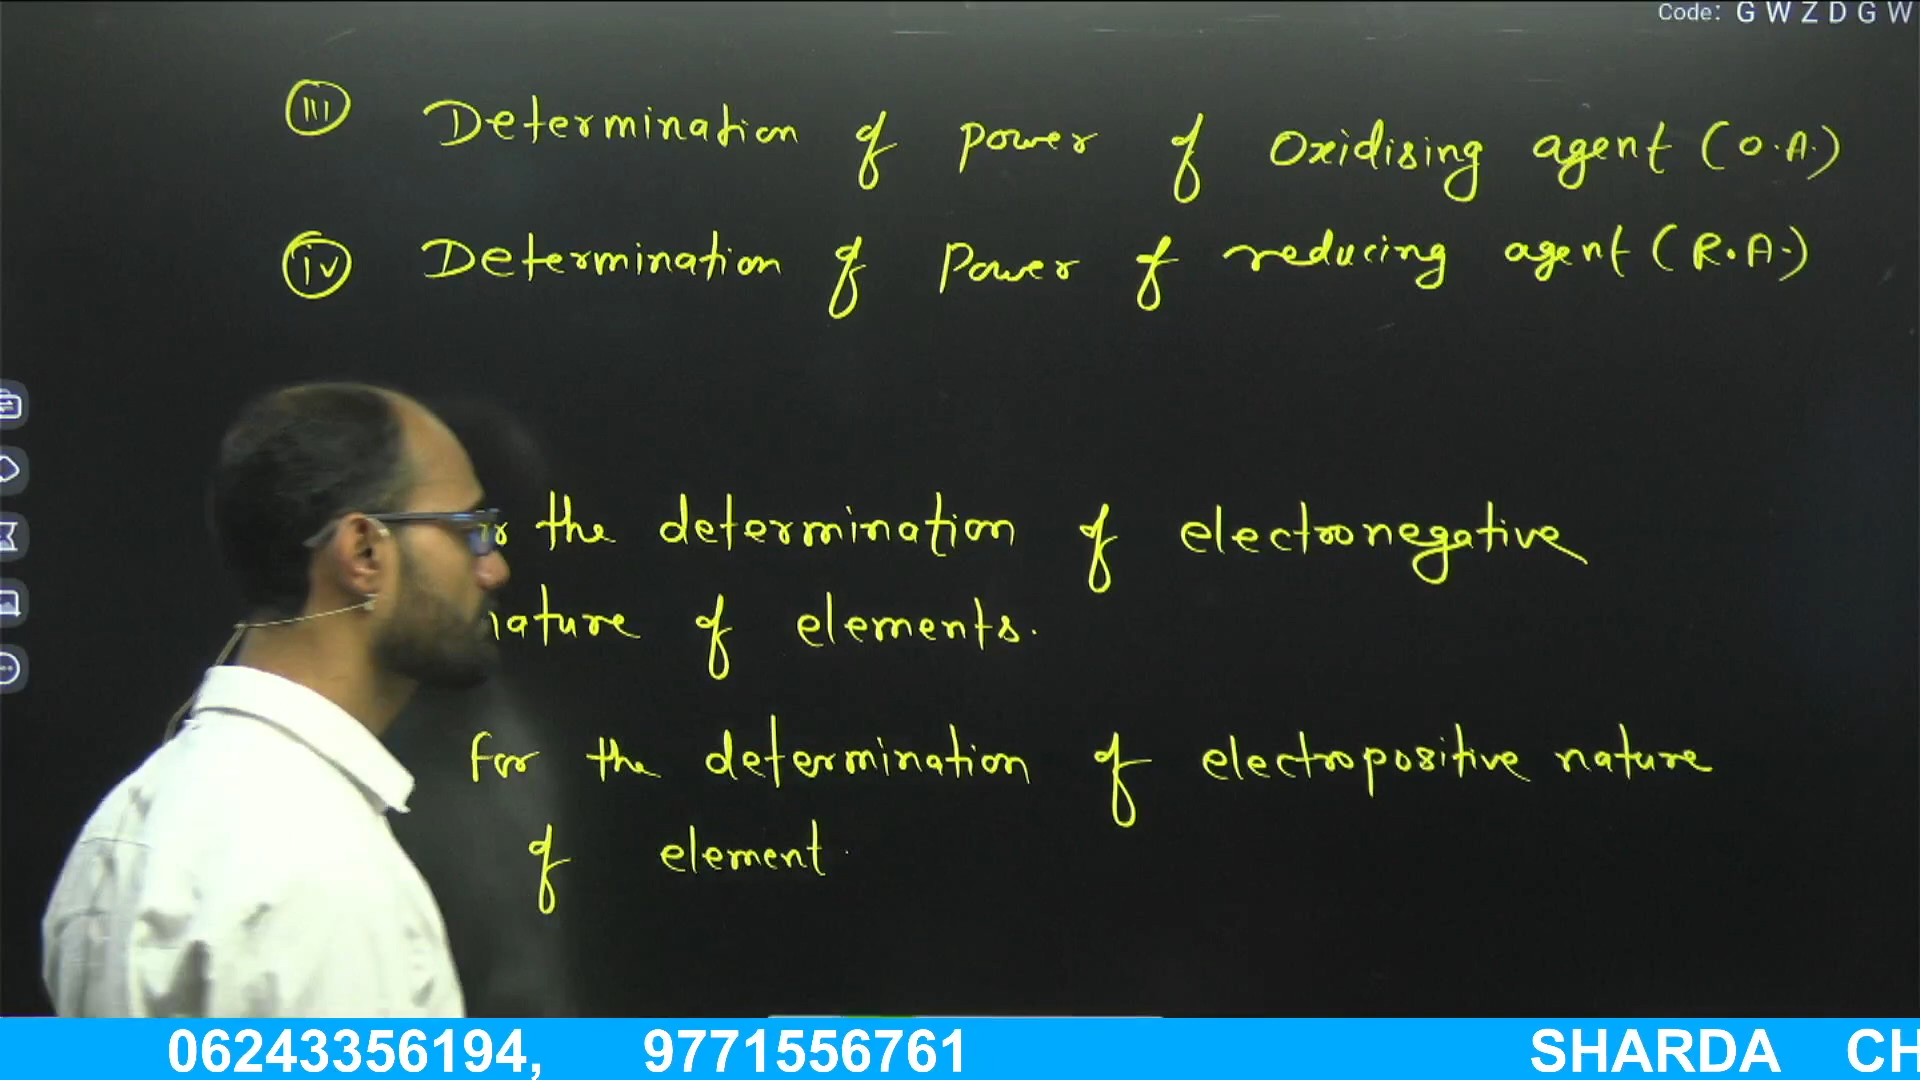 Code: G W Z D G W
(iii) Determination of power of Oxidising agent (O.A.)
(iv) Determination of Power of reducing agent (R.A.)
the determination of electronegative
nature of elements.
For the determination of electropositive nature
of element.
06243356194, 9771556761 SHARDA CH